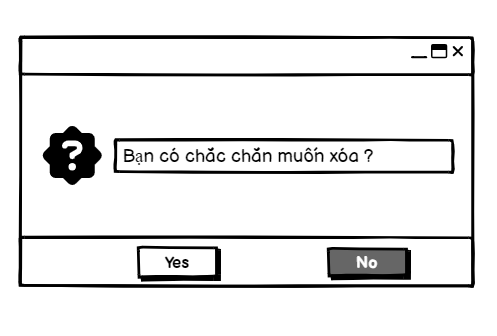 Bạn có chắc chắn muốn xóa ?
Yes
No